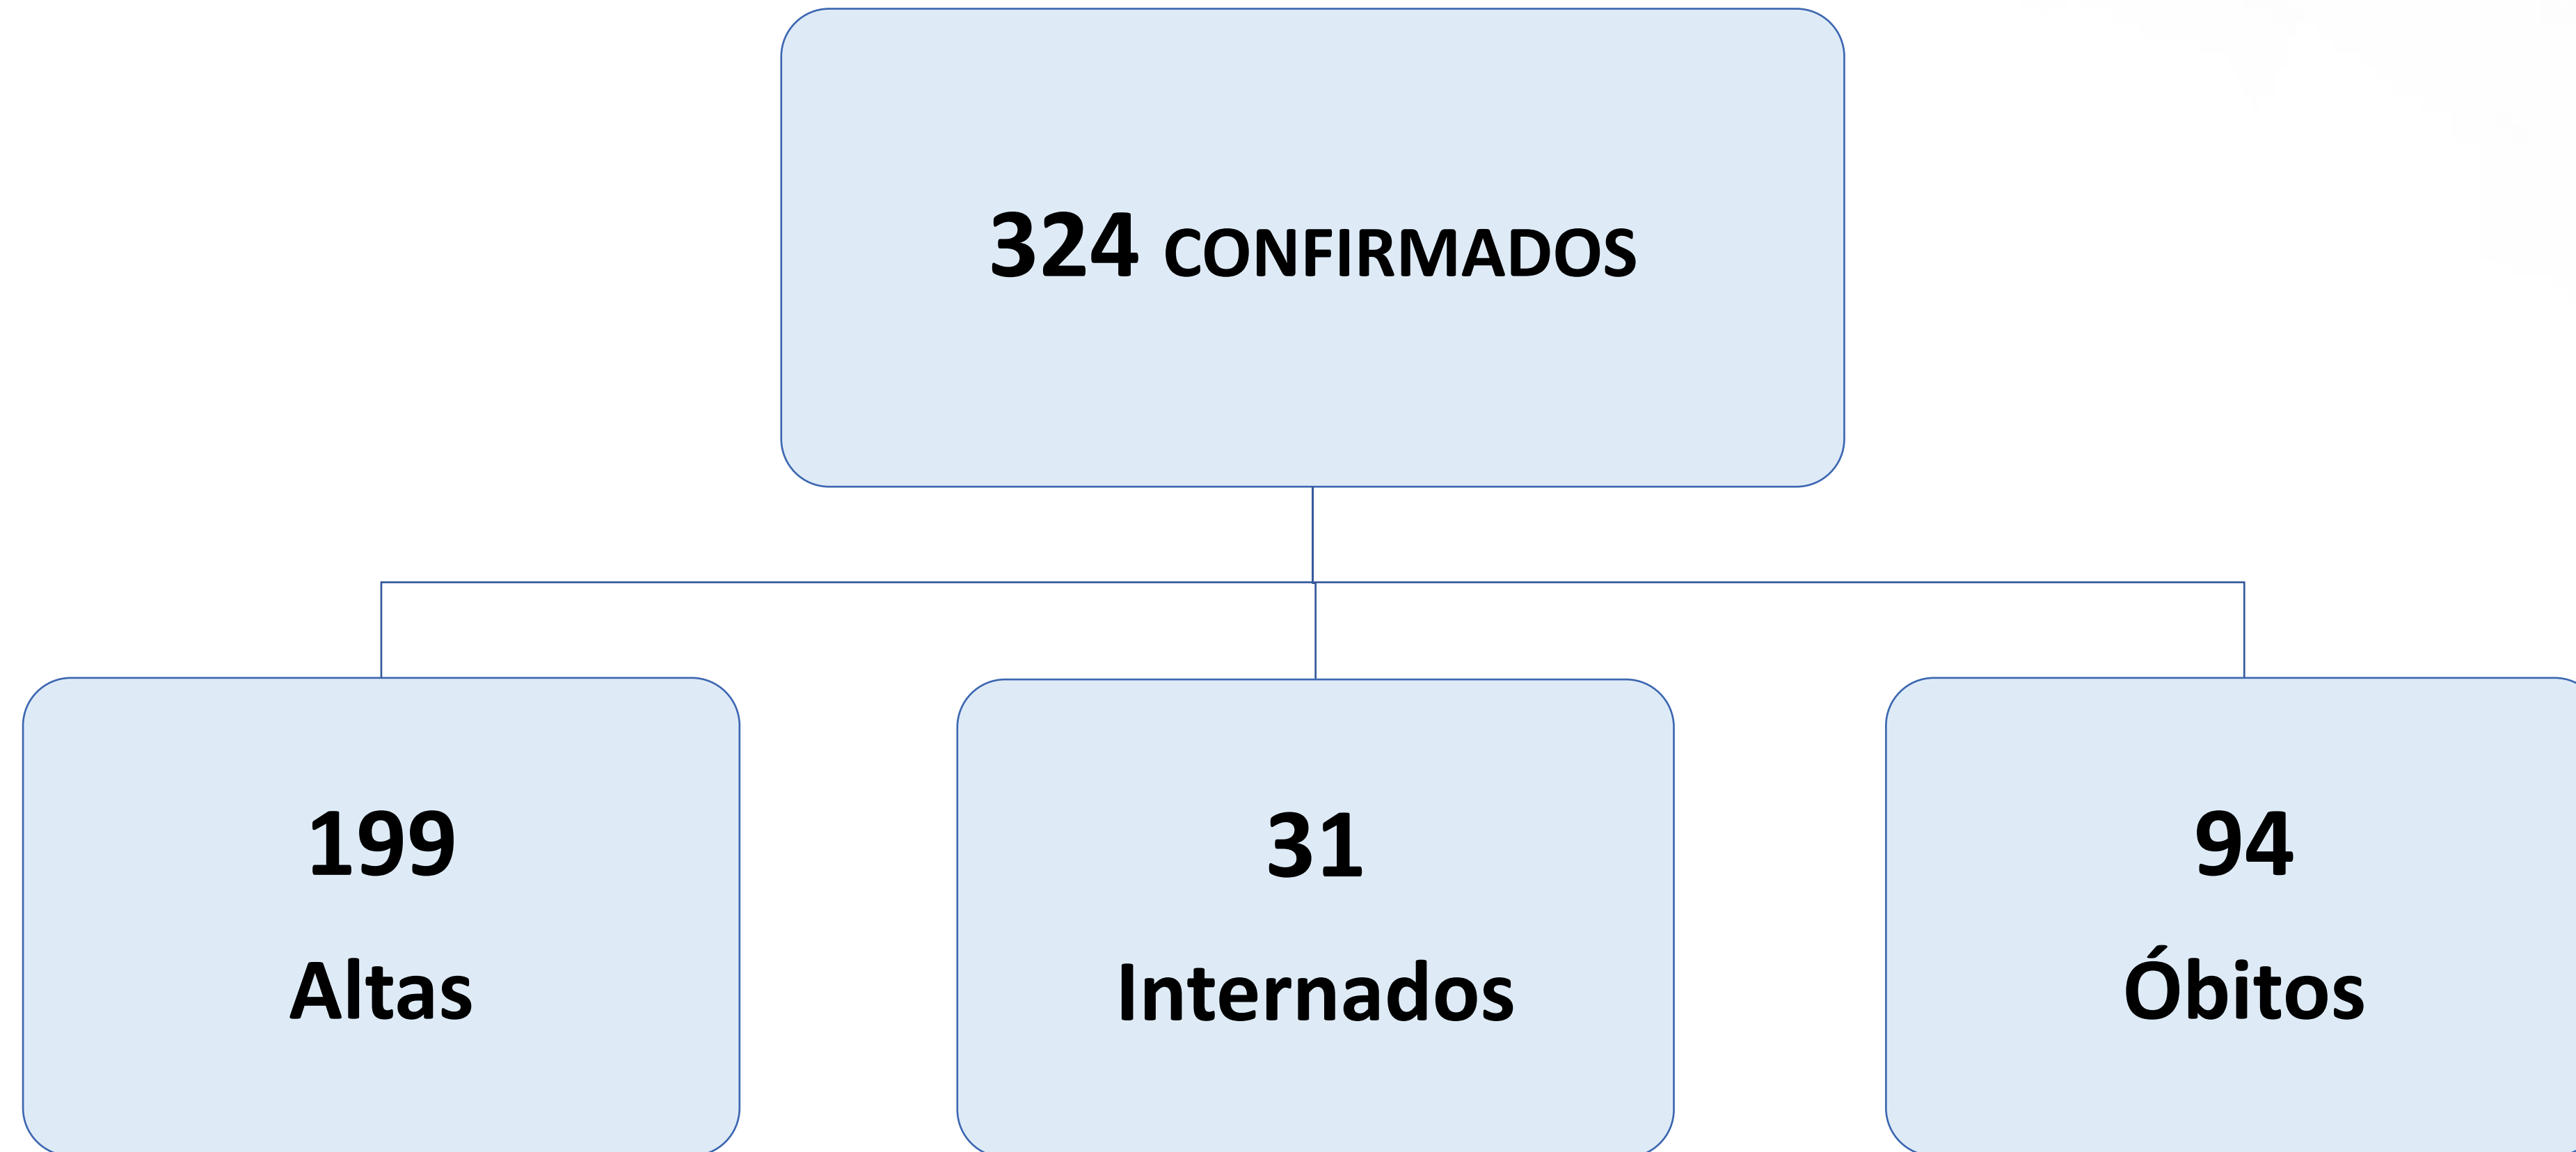 324 CONFIRMADOS
199
Altas
31
Internados
94
Óbitos